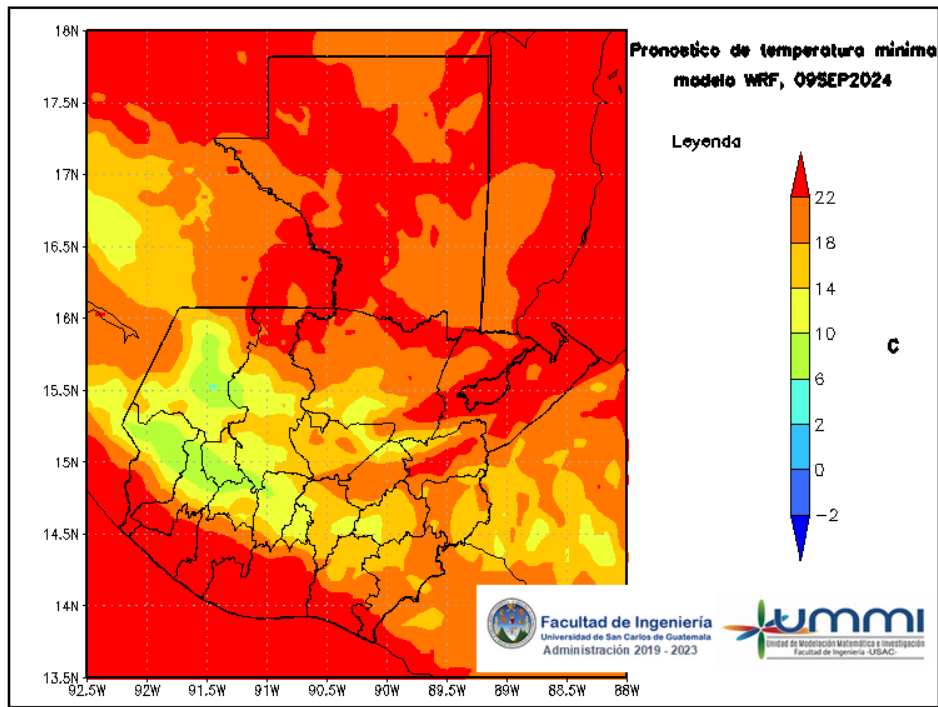 Pronostico de temperatura minima
modelo WRF, 09SEP2024
Leyenda
22
18
14
10
6
2
0
−2
C
18N
17.5N
17N
16.5N
16N
15.5N
15N
14.5N
14N
13.5N
92.5W
92W
91.5W
91W
90.5W
90W
89.5W
89W
88.5W
88W
Facultad de Ingeniería
Universidad de San Carlos de Guatemala
Administración 2019 - 2023
ummi
Unidad de Modelación Matemática e Investigación
Facultad de Ingeniería -USAC-